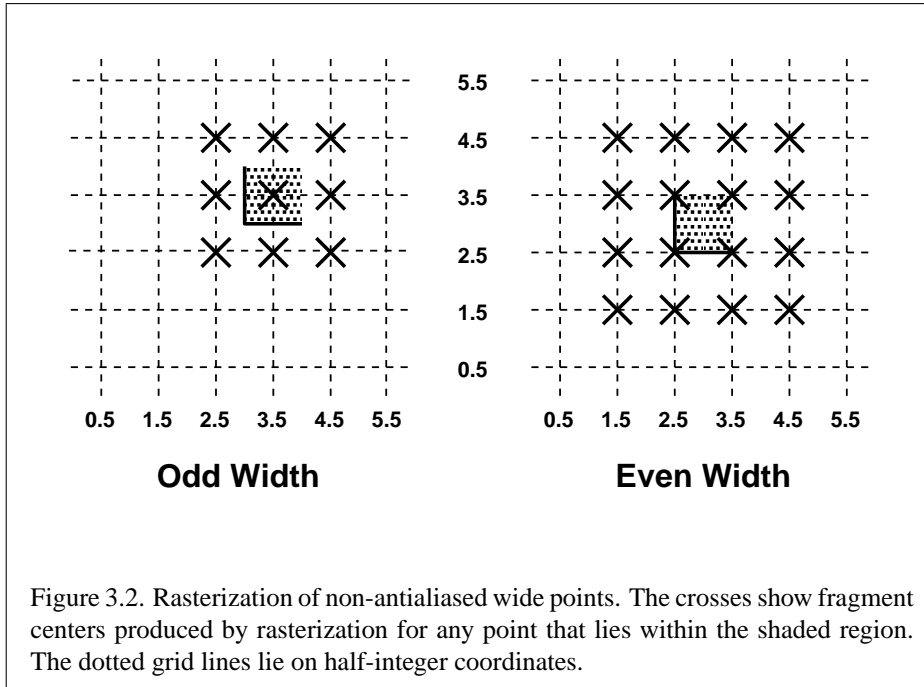 5.5
4.5
3.5
2.5
1.5
0.5
0.5 1.5 2.5 3.5 4.5 5.5
0.5 1.5 2.5 3.5 4.5 5.5
Odd Width
Even Width
Figure 3.2. Rasterization of non-antialiased wide points. The crosses show fragment
centers produced by rasterization for any point that lies within the shaded region.
The dotted grid lines lie on half-integer coordinates.